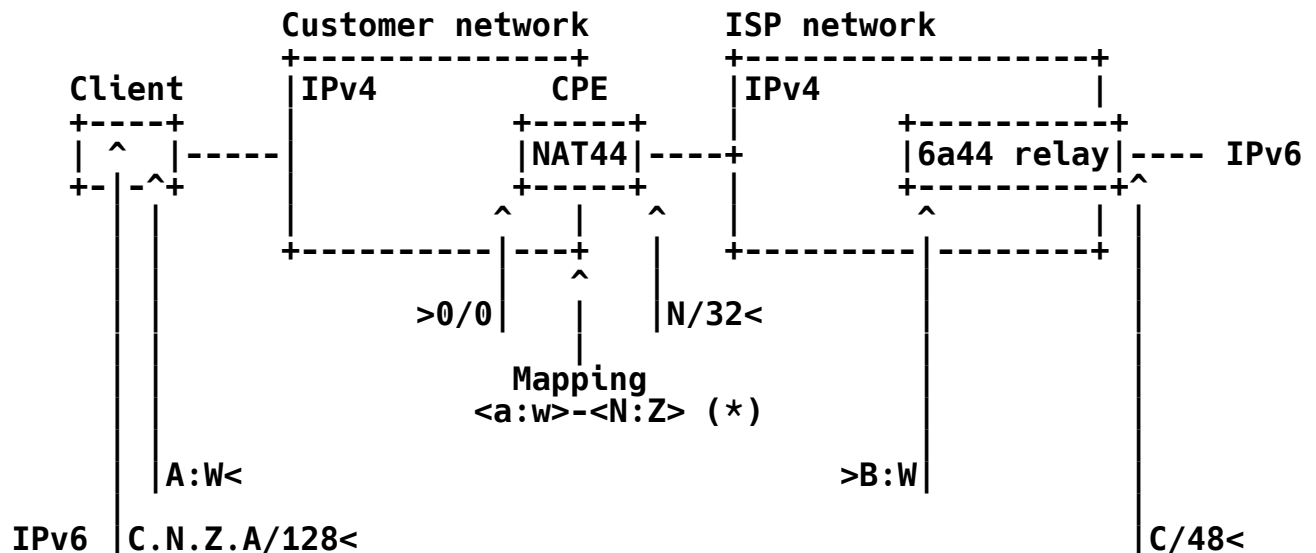 Customer network ISP network
Client IPv4 CPE IPv4
NAT44 6a44 relay IPv6
>0/0 N/32<
Mapping
<a:w>-<N:Z> (*)
A:W< >B:W
IPv6 C.N.Z.A/128< C/48<